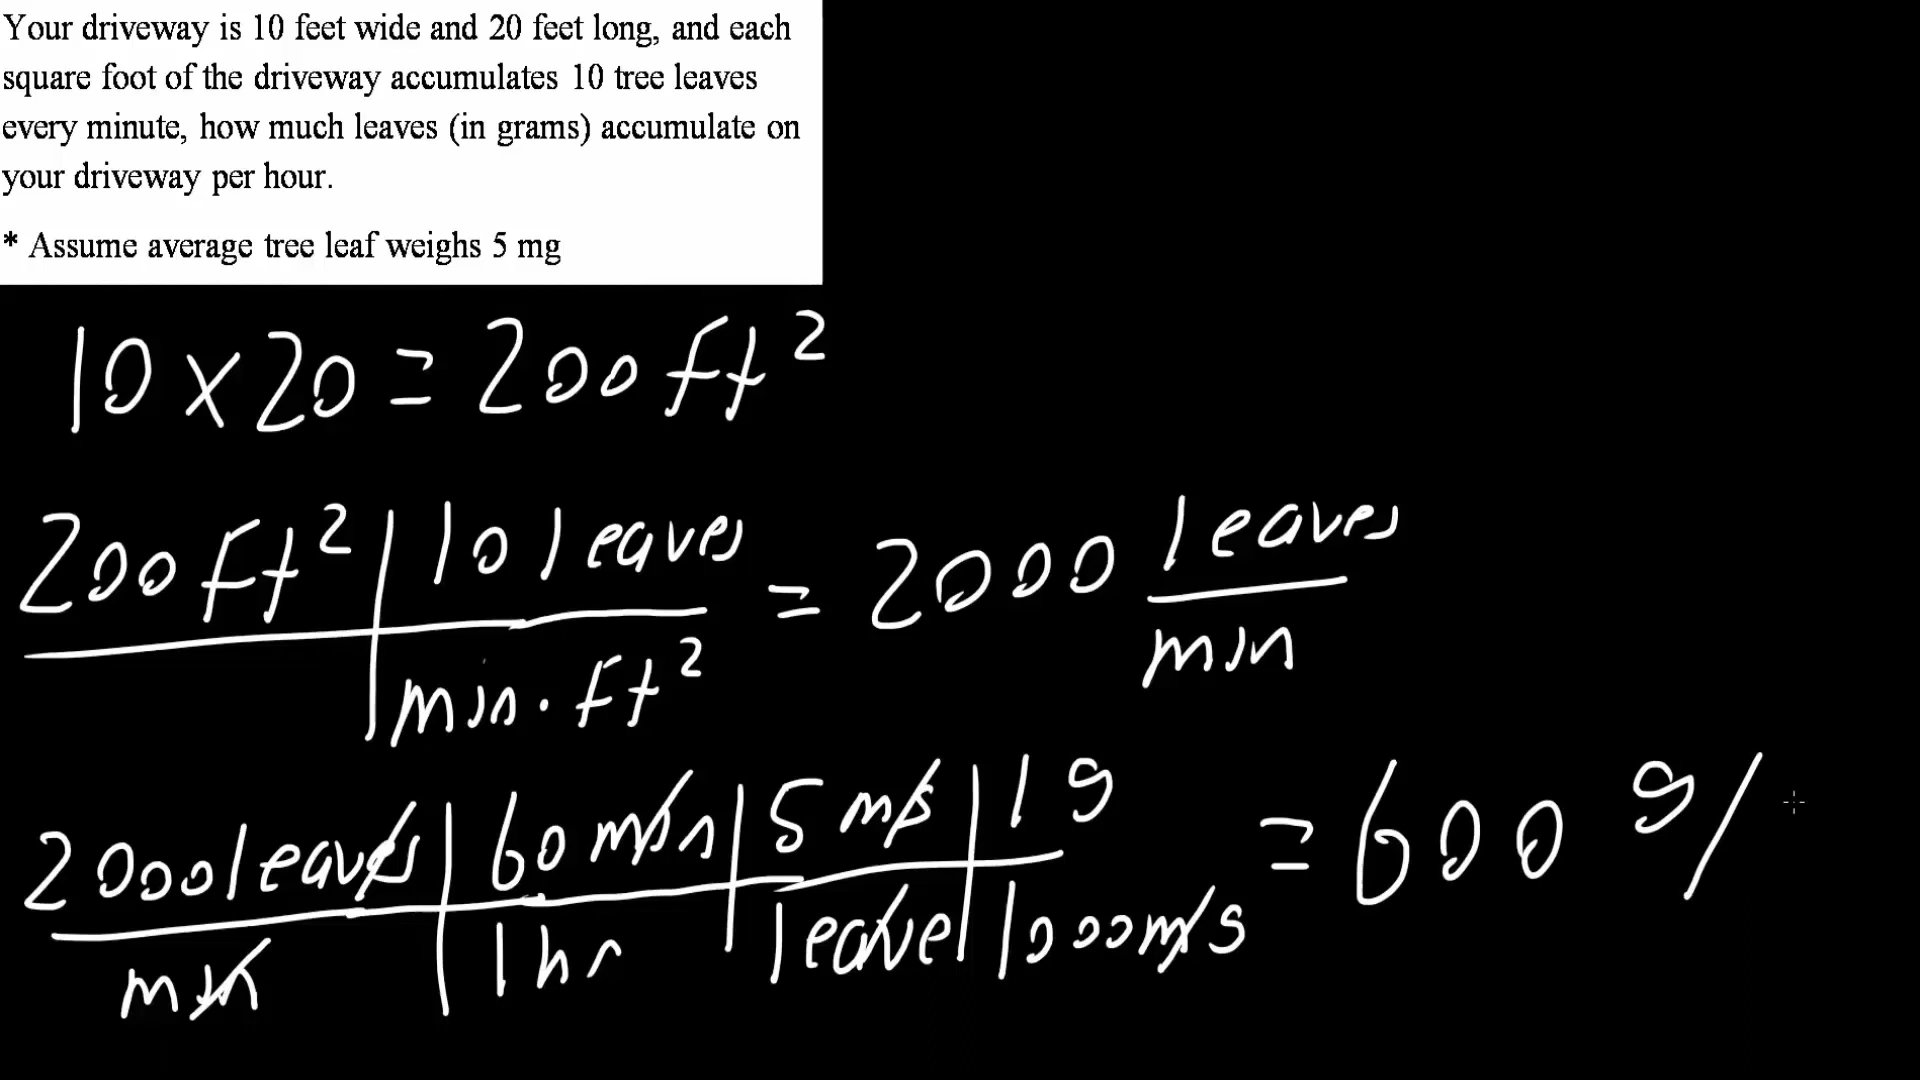 Your driveway is 10 feet wide and 20 feet long, and each
square foot of the driveway accumulates 10 tree leaves
every minute, how much leaves (in grams) accumulate on
your driveway per hour.
* Assume average tree leaf weighs 5 mg
10 x 20 = 200 ft²
200 ft² | 10 leaves = 2000 leaves
min · ft² min
2000 leaves | 60 min | 5 mg | 1 g = 600 g/
min 1 hr leave 1000 mg